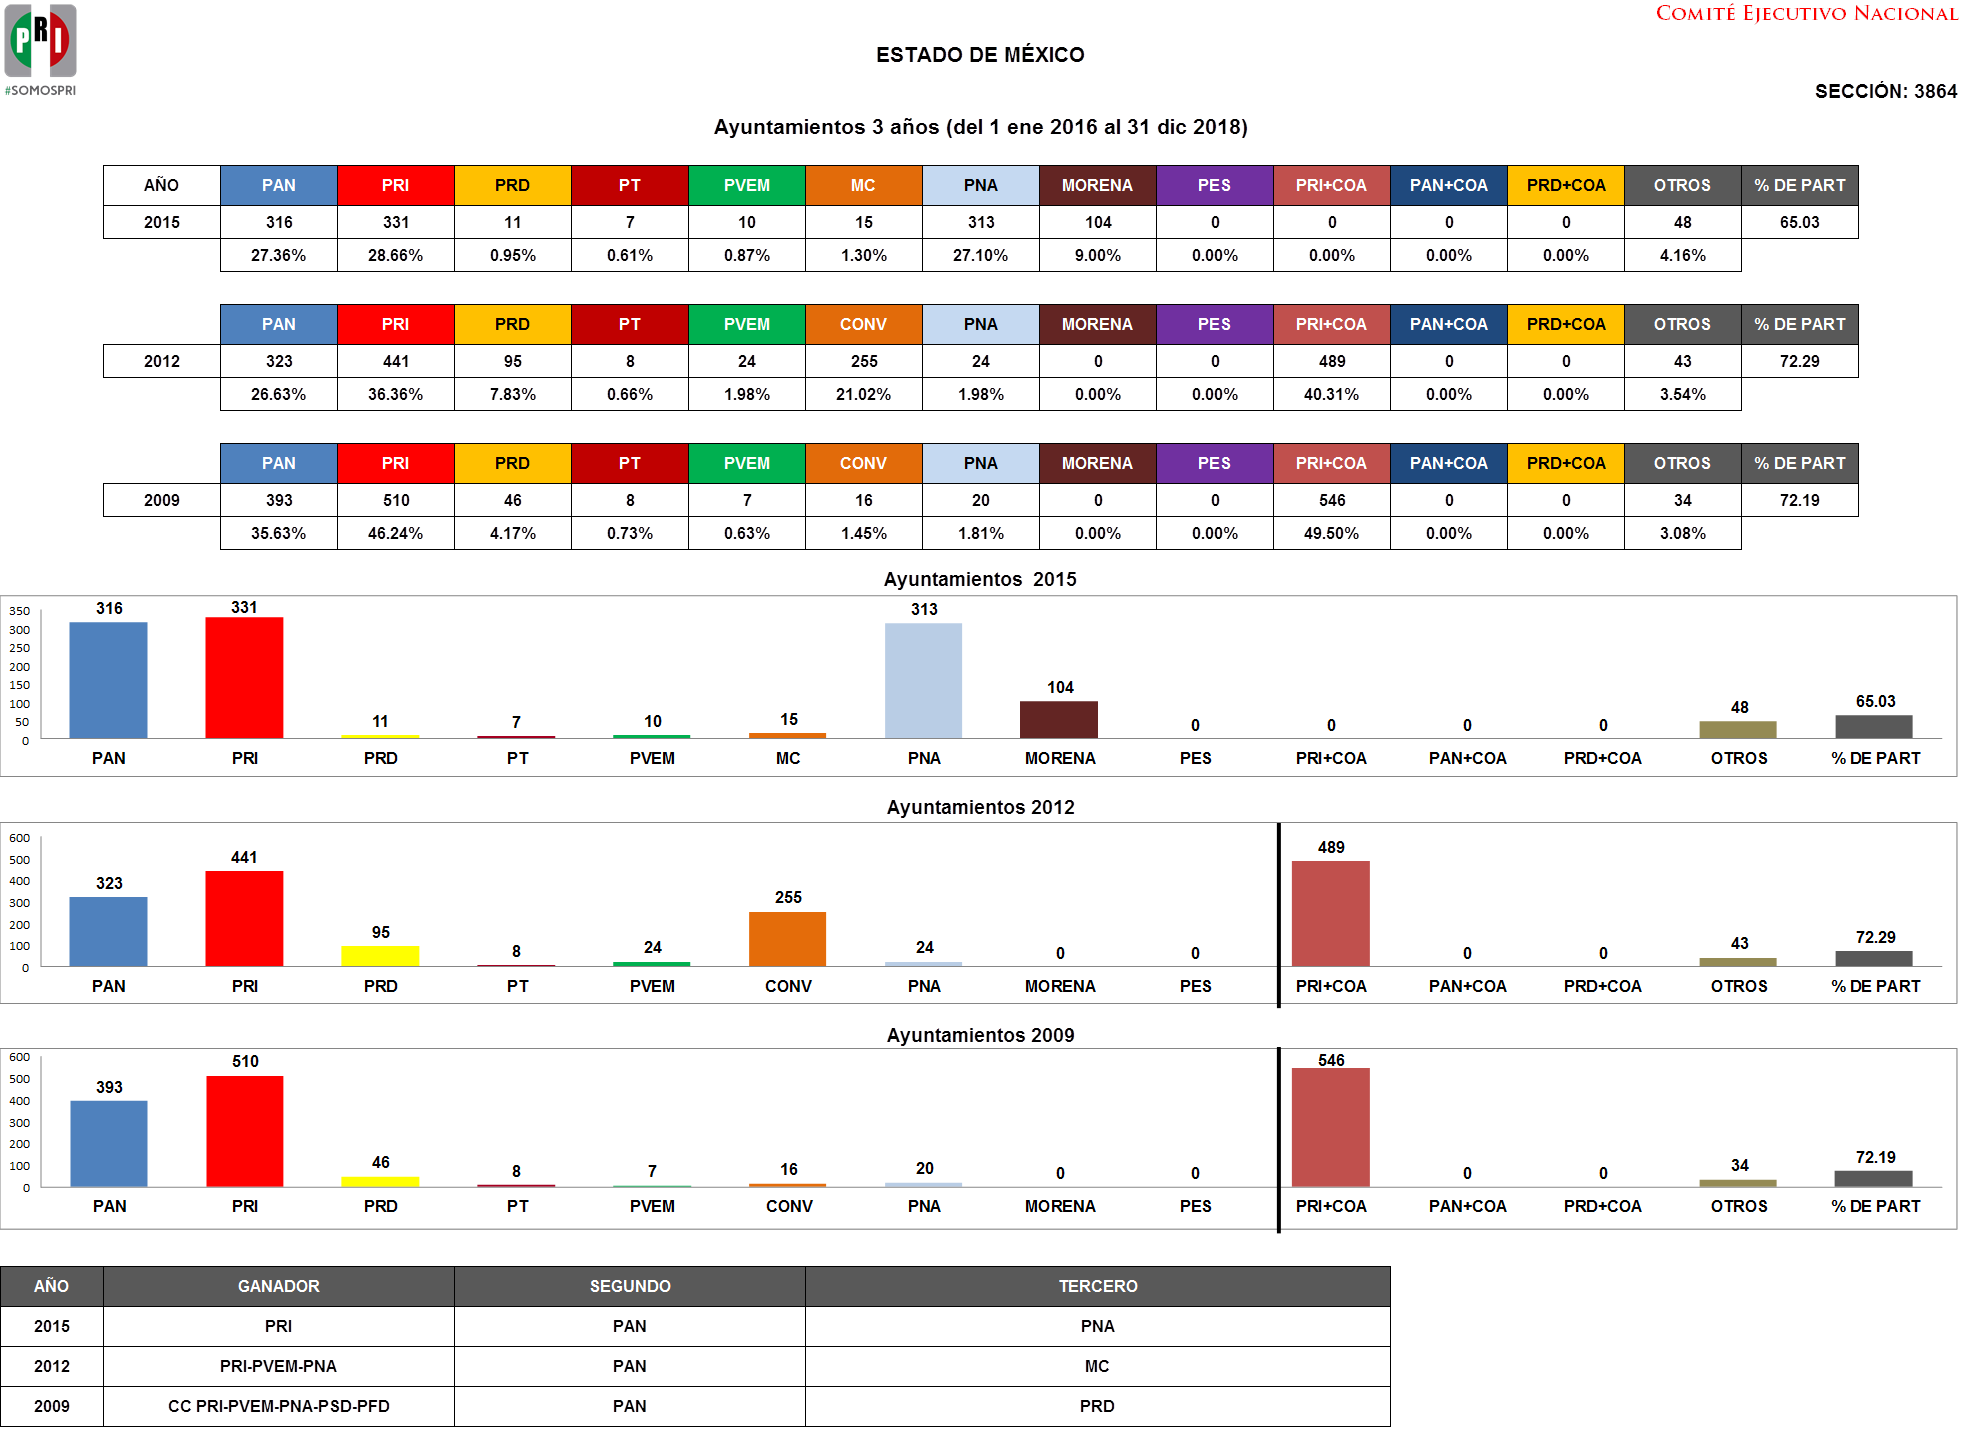 PRI
#SOMOSPRI
COMITÉ EJECUTIVO NACIONAL
ESTADO DE MÉXICO
SECCIÓN: 3864
Ayuntamientos 3 años (del 1 ene 2016 al 31 dic 2018)
AÑO PAN PRI PRD PT PVEM MC PNA MORENA PES PRI+COA PAN+COA PRD+COA OTROS % DE PART
2015 316 331 11 7 10 15 313 104 0 0 0 0 48 65.03
27.36% 28.66% 0.95% 0.61% 0.87% 1.30% 27.10% 9.00% 0.00% 0.00% 0.00% 0.00% 4.16%
PAN PRI PRD PT PVEM CONV PNA MORENA PES PRI+COA PAN+COA PRD+COA OTROS % DE PART
2012 323 441 95 8 24 255 24 0 0 489 0 0 43 72.29
26.63% 36.36% 7.83% 0.66% 1.98% 21.02% 1.98% 0.00% 0.00% 40.31% 0.00% 0.00% 3.54%
PAN PRI PRD PT PVEM CONV PNA MORENA PES PRI+COA PAN+COA PRD+COA OTROS % DE PART
2009 393 510 46 8 7 16 20 0 0 546 0 0 34 72.19
35.63% 46.24% 4.17% 0.73% 0.63% 1.45% 1.81% 0.00% 0.00% 49.50% 0.00% 0.00% 3.08%
Ayuntamientos 2015
350
300
250
200
150
100
50
0
316 331 11 7 10 15 313 104 0 0 0 0 48 65.03
PAN PRI PRD PT PVEM MC PNA MORENA PES PRI+COA PAN+COA PRD+COA OTROS % DE PART
Ayuntamientos 2012
600
500
400
300
200
100
0
323 441 95 8 24 255 24 0 0 489 0 0 43 72.29
PAN PRI PRD PT PVEM CONV PNA MORENA PES PRI+COA PAN+COA PRD+COA OTROS % DE PART
Ayuntamientos 2009
600
500
400
300
200
100
0
393 510 46 8 7 16 20 0 0 546 0 0 34 72.19
PAN PRI PRD PT PVEM CONV PNA MORENA PES PRI+COA PAN+COA PRD+COA OTROS % DE PART
AÑO GANADOR SEGUNDO TERCERO
2015 PRI PAN PNA
2012 PRI-PVEM-PNA PAN MC
2009 CC PRI-PVEM-PNA-PSD-PFD PAN PRD